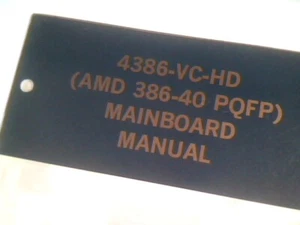 4386-VC-HD
(AMD 386-40 PQFP)
MAINBOARD
MANUAL